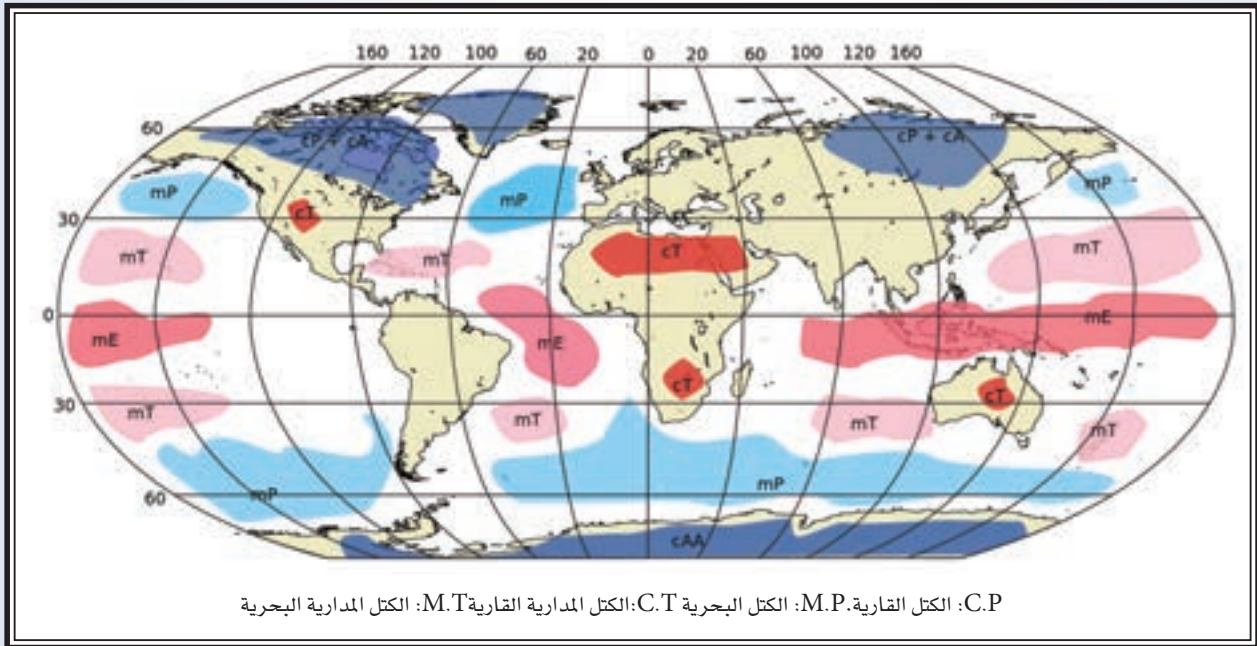 160 120 100 60 20 0 20 60 100 120 160
60
cP + cA cP + cA
mP mP mP
cT
30
mT mT cT mT
0
mE mE mE
cT cT
30
mT mT mT mT
mP mP
60
cAA
C.P: الكتل القارية.M.P: الكتل البحرية C.T:الكتل المدارية القاريةM.T: الكتل المدارية البحرية